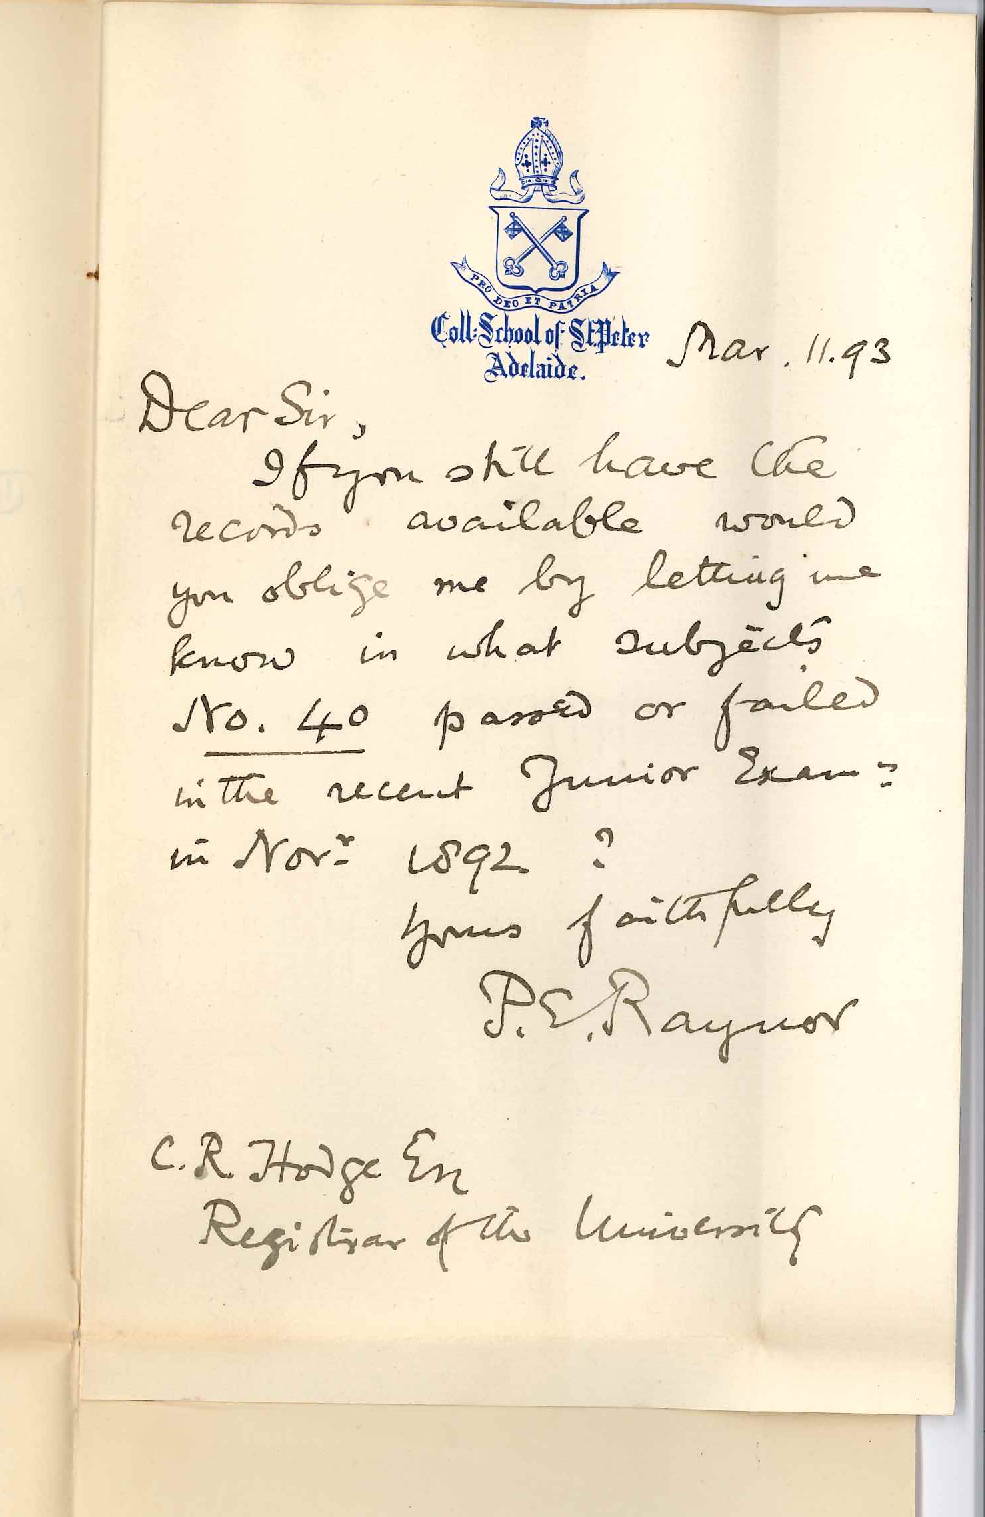 PRO DEO ET PATRIA
Coll: School of St. Peter
Adelaide.
Mar. 11. 93
Dear Sir,
If you still have the
records available would
you oblige me by letting me
know in what subjects
No. 40 passed or failed
in the recent Junior Exam=
in Novr 1892 ?
Yours faithfully
P. E. Raynor
C. R. Hodge Esq
Registrar of the University